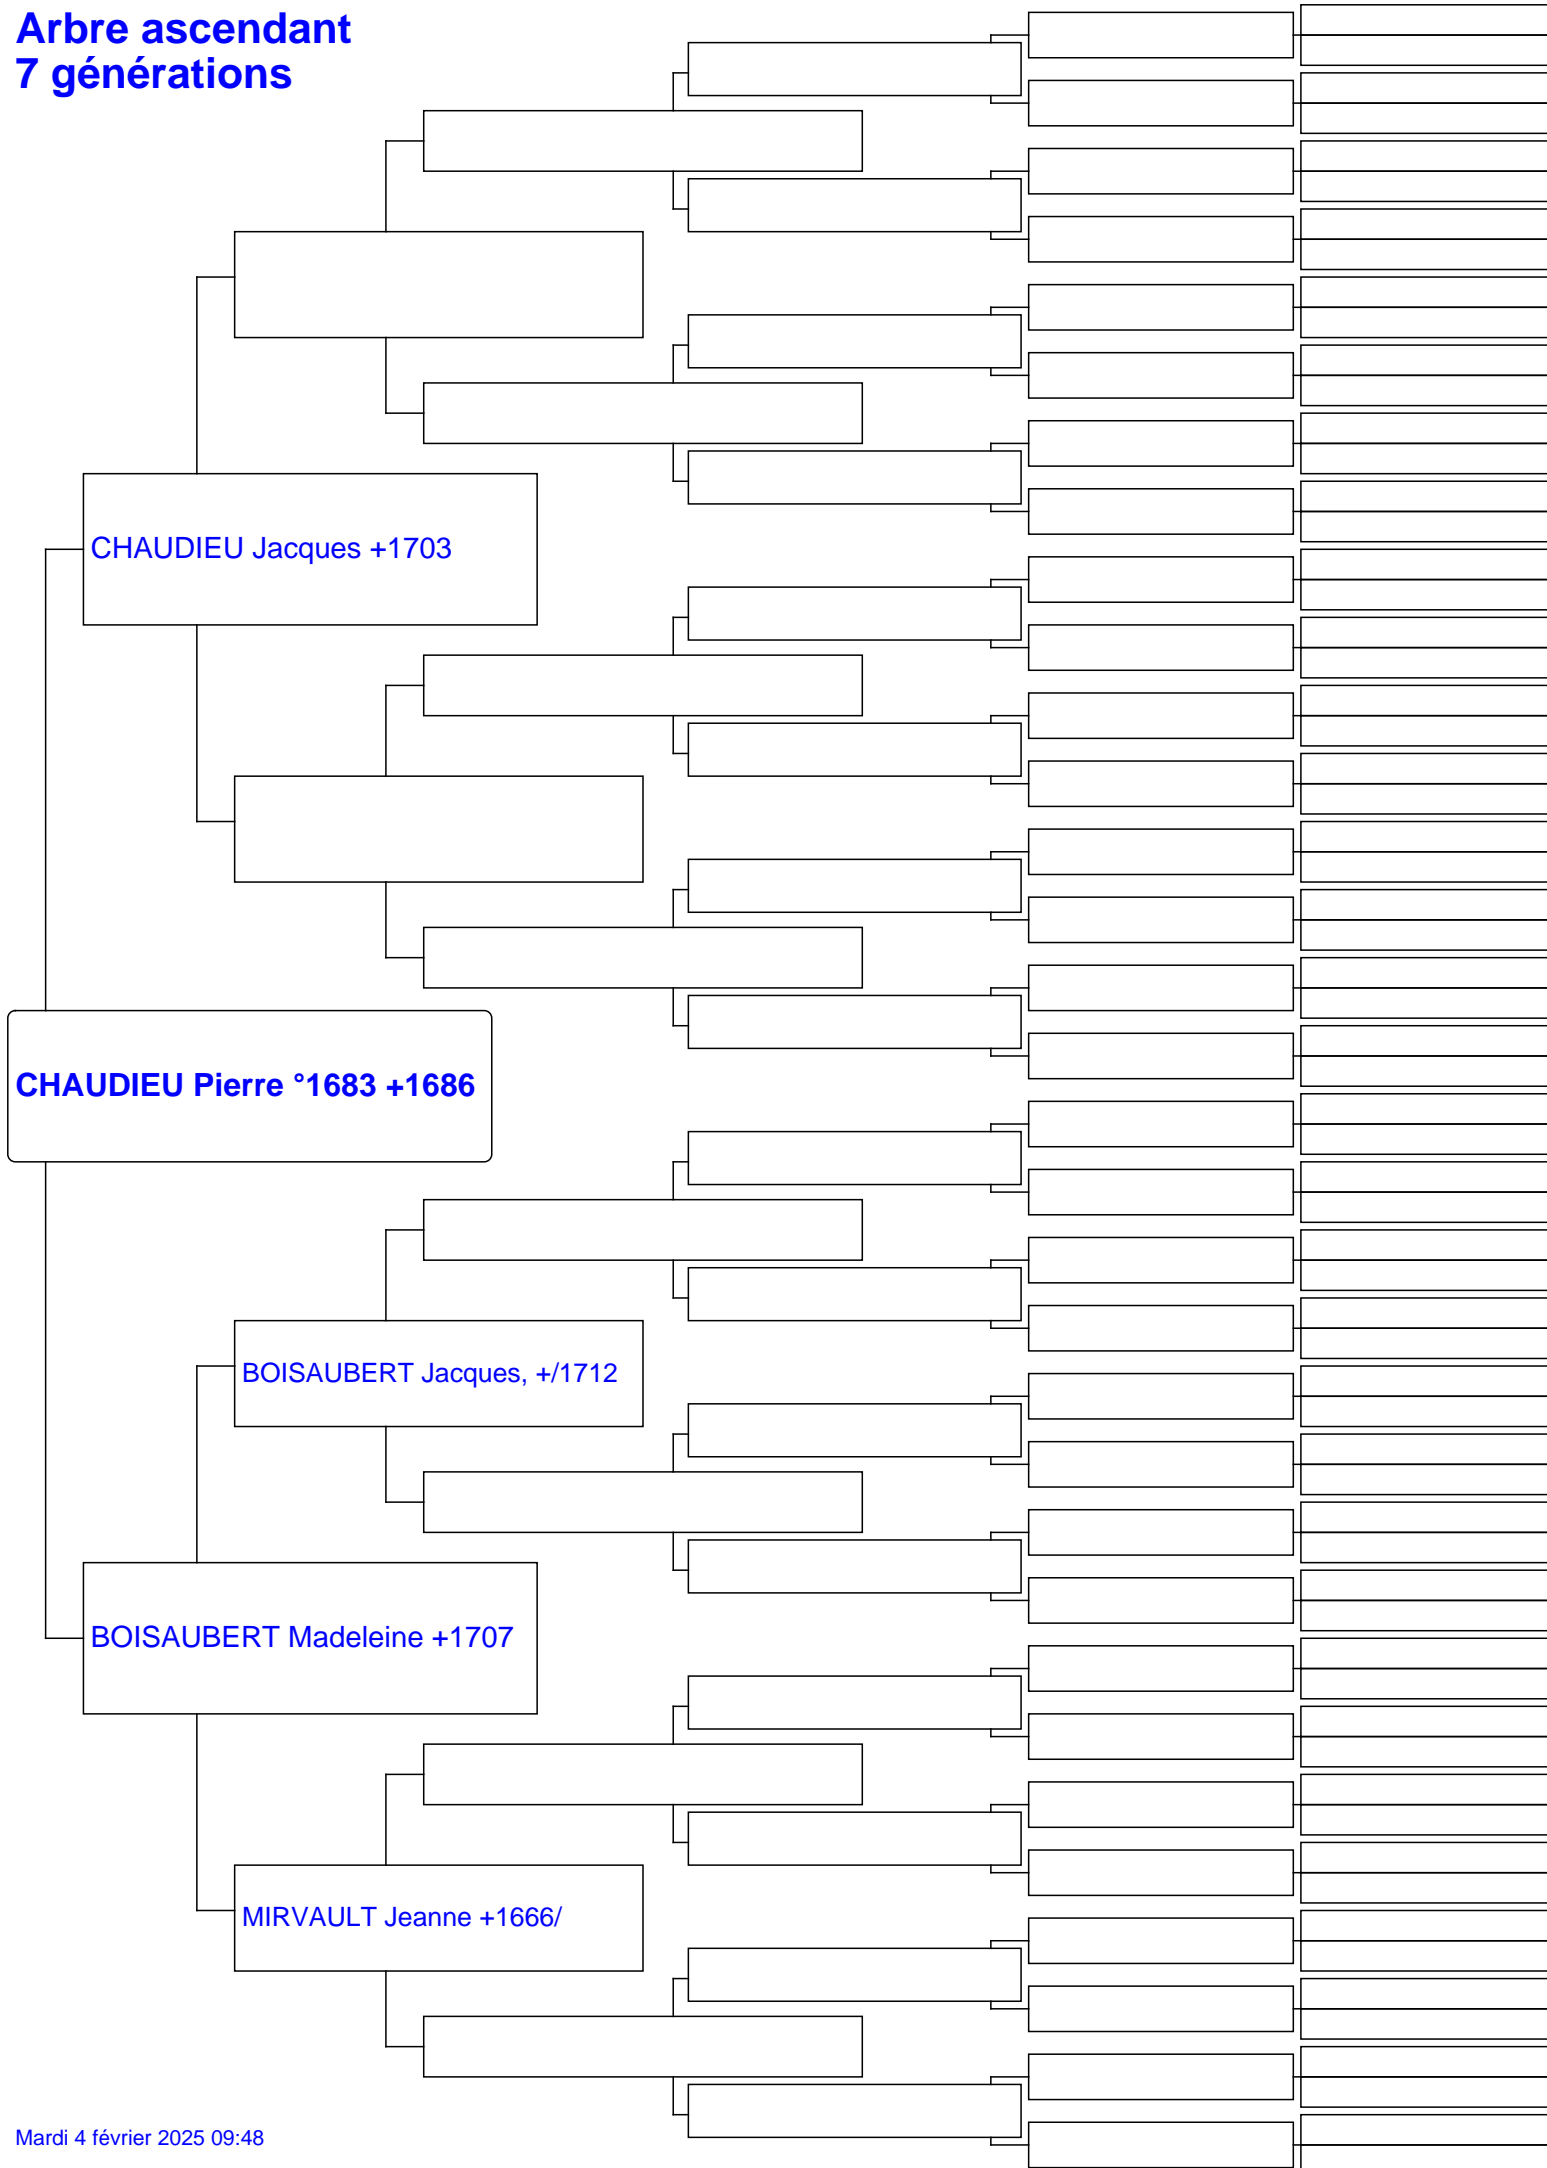 Arbre ascendant
7 générations
CHAUDIEU Jacques +1703
CHAUDIEU Pierre °1683 +1686
BOISAUBERT Jacques, +/1712
BOISAUBERT Madeleine +1707
MIRVAULT Jeanne +1666/
Mardi 4 février 2025 09:48